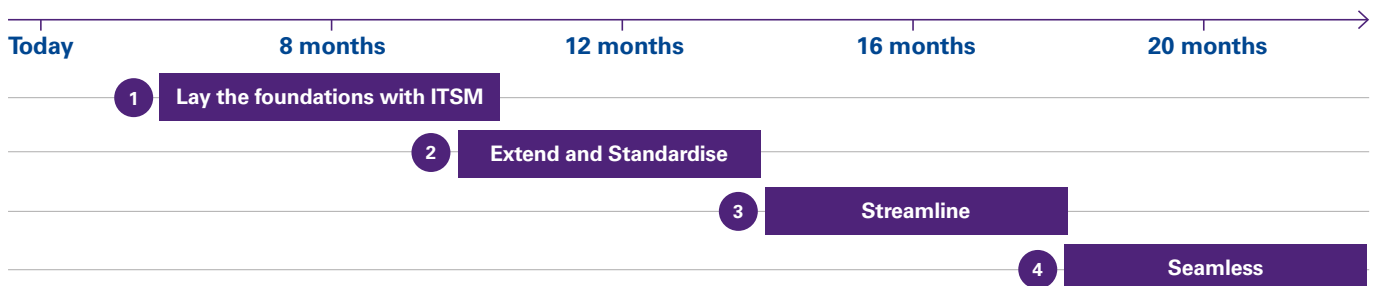 Today 8 months 12 months 16 months 20 months
1 Lay the foundations with ITSM
2 Extend and Standardise
3 Streamline
4 Seamless